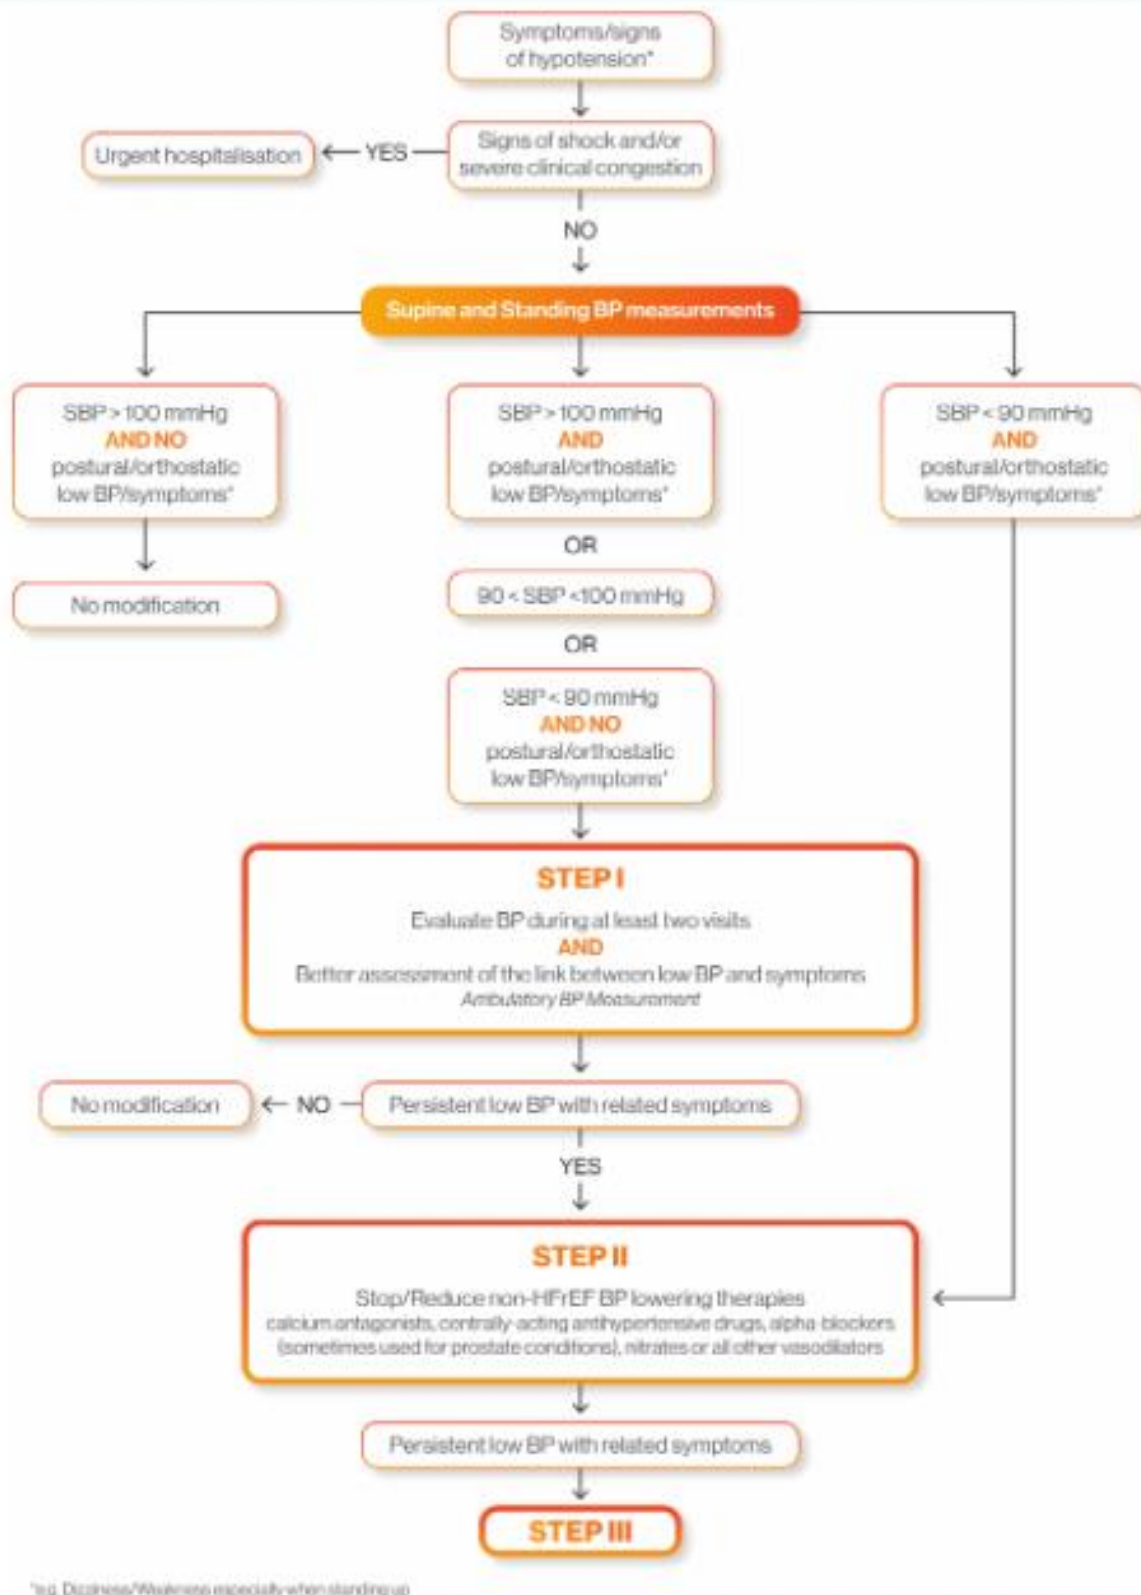 Symptoms/signs
of hypotension*
Signs of shock and/or
severe clinical congestion
YES
Urgent hospitalisation
NO
Supine and Standing BP measurements
SBP > 100 mmHg
AND NO
postural/orthostatic
low BP/symptoms*
No modification
SBP > 100 mmHg
AND
postural/orthostatic
low BP/symptoms*
OR
90 < SBP <100 mmHg
OR
SBP < 90 mmHg
AND NO
postural/orthostatic
low BP/symptoms*
SBP < 90 mmHg
AND
postural/orthostatic
low BP/symptoms*
STEP I
Evaluate BP during at least two visits
AND
Better assessment of the link between low BP and symptoms
Ambulatory BP Measurement
Persistent low BP with related symptoms
NO
No modification
YES
STEP II
Stop/Reduce non-HFrEF BP lowering therapies
calcium antagonists, centrally-acting antihypertensive drugs, alpha-blockers
(sometimes used for prostate conditions), nitrates or all other vasodilators
Persistent low BP with related symptoms
STEP III
*e.g. Dizziness/Weakness especially when standing up